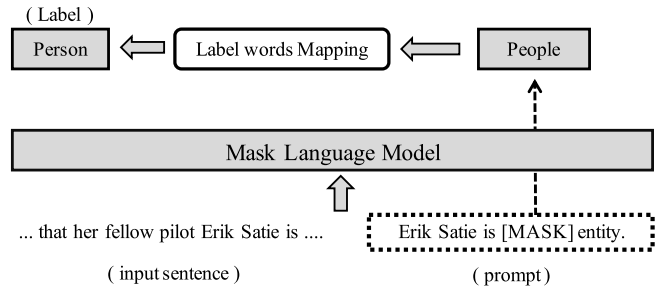 ( Label )
Person
Label words Mapping
People
Mask Language Model
... that her fellow pilot Erik Satie is ....
Erik Satie is [MASK] entity.
( input sentence )
( prompt )